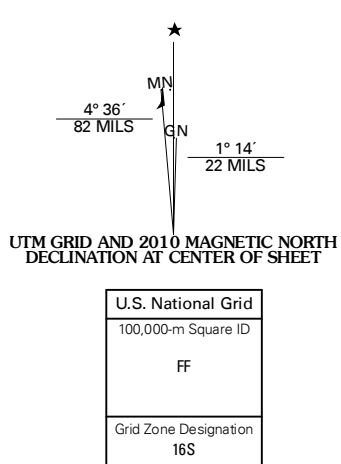 MN
GN
4° 36´
82 MILS
1° 14´
22 MILS
UTM GRID AND 2010 MAGNETIC NORTH
DECLINATION AT CENTER OF SHEET
U.S. National Grid
100,000-m Square ID
FF
Grid Zone Designation
16S